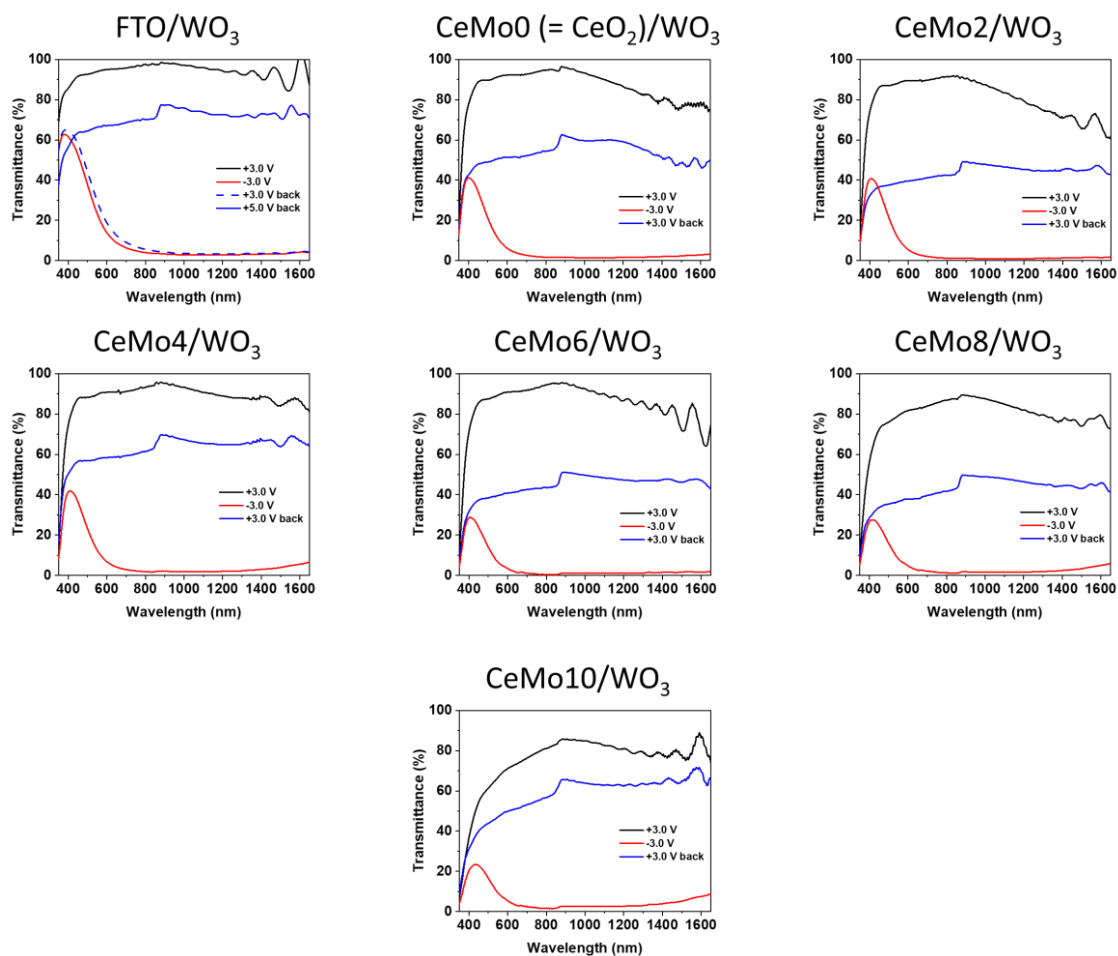 FTO/WO₃
CeMo0 (= CeO₂)/WO₃
CeMo2/WO₃
Transmittance (%)
100
80
60
40
20
0
+3.0 V
-3.0 V
+3.0 V back
+5.0 V back
400 600 800 1000 1200 1400 1600
Wavelength (nm)
Transmittance (%)
100
80
60
40
20
0
+3.0 V
-3.0 V
+3.0 V back
400 600 800 1000 1200 1400 1600
Wavelength (nm)
Transmittance (%)
100
80
60
40
20
0
+3.0 V
-3.0 V
+3.0 V back
400 600 800 1000 1200 1400 1600
Wavelength (nm)
CeMo4/WO₃
CeMo6/WO₃
CeMo8/WO₃
Transmittance (%)
100
80
60
40
20
0
+3.0 V
-3.0 V
+3.0 V back
400 600 800 1000 1200 1400 1600
Wavelength (nm)
Transmittance (%)
100
80
60
40
20
0
+3.0 V
-3.0 V
+3.0 V back
400 600 800 1000 1200 1400 1600
Wavelength (nm)
Transmittance (%)
100
80
60
40
20
0
+3.0 V
-3.0 V
+3.0 V back
400 600 800 1000 1200 1400 1600
Wavelength (nm)
CeMo10/WO₃
Transmittance (%)
100
80
60
40
20
0
+3.0 V
-3.0 V
+3.0 V back
400 600 800 1000 1200 1400 1600
Wavelength (nm)